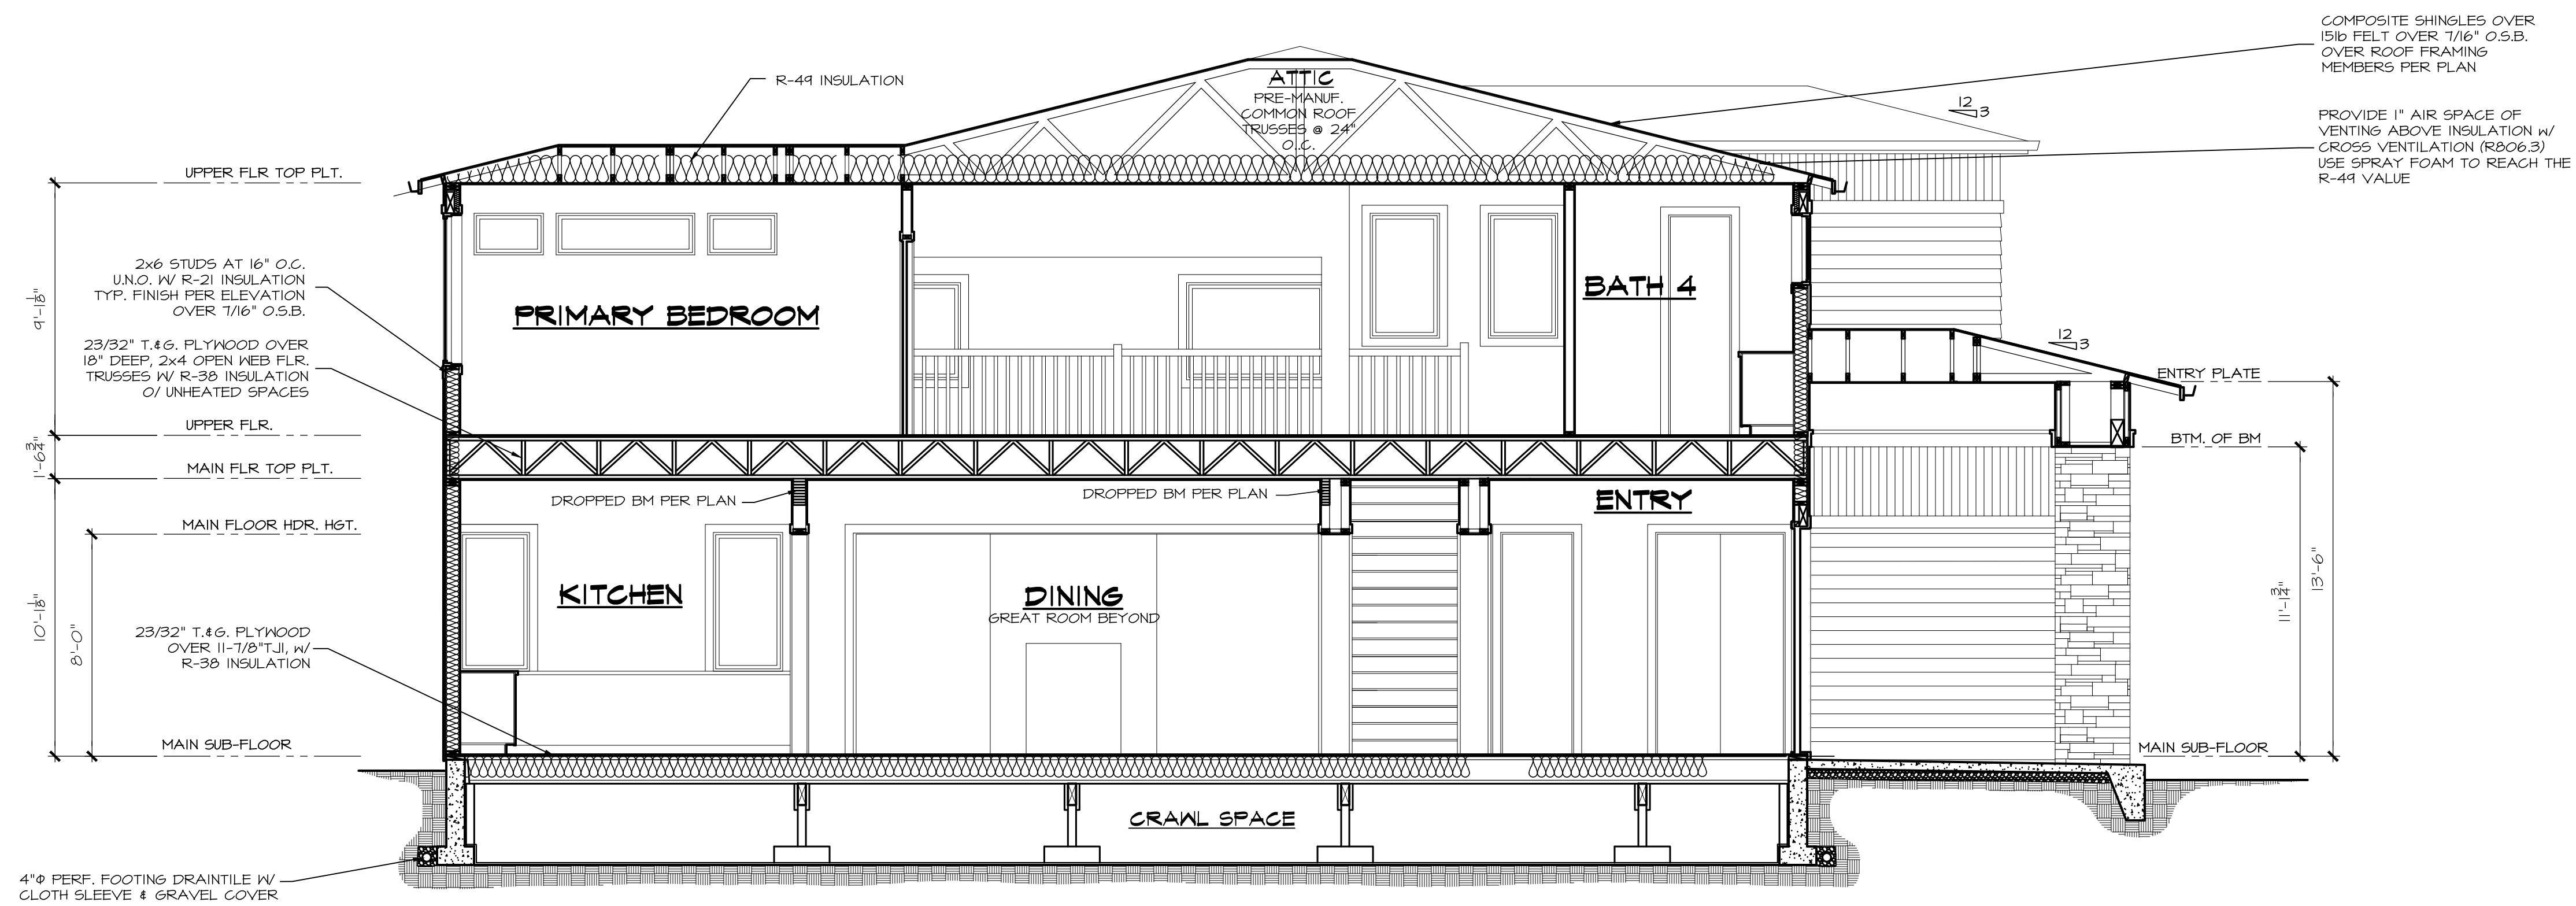 COMPOSITE SHINGLES OVER
15lb FELT OVER 7/16" O.S.B.
OVER ROOF FRAMING
MEMBERS PER PLAN
R-49 INSULATION
ATTIC
PRE-MANUF.
COMMON ROOF
TRUSSES @ 24"
O.C.
12
3
PROVIDE 1" AIR SPACE OF
VENTING ABOVE INSULATION W/
CROSS VENTILATION (R806.3)
USE SPRAY FOAM TO REACH THE
R-49 VALUE
UPPER FLR TOP PLT.
9'-1 1/8"
2x6 STUDS AT 16" O.C.
U.N.O. W/ R-21 INSULATION
TYP. FINISH PER ELEVATION
OVER 7/16" O.S.B.
PRIMARY BEDROOM
BATH 4
23/32" T.&G. PLYWOOD OVER
18" DEEP, 2x4 OPEN WEB FLR.
TRUSSES W/ R-38 INSULATION
O/ UNHEATED SPACES
12
3
ENTRY PLATE
UPPER FLR.
1'-6 3/4"
BTM. OF BM
MAIN FLR TOP PLT.
DROPPED BM PER PLAN
DROPPED BM PER PLAN
ENTRY
MAIN FLOOR HDR. HGT.
10'-1 1/8"
8'-0"
KITCHEN
DINING
GREAT ROOM BEYOND
11'-1 3/4"
13'-6"
23/32" T.&G. PLYWOOD
OVER 11-7/8"TJI, W/
R-38 INSULATION
MAIN SUB-FLOOR
MAIN SUB-FLOOR
CRAWL SPACE
4"Φ PERF. FOOTING DRAINTILE W/
CLOTH SLEEVE & GRAVEL COVER